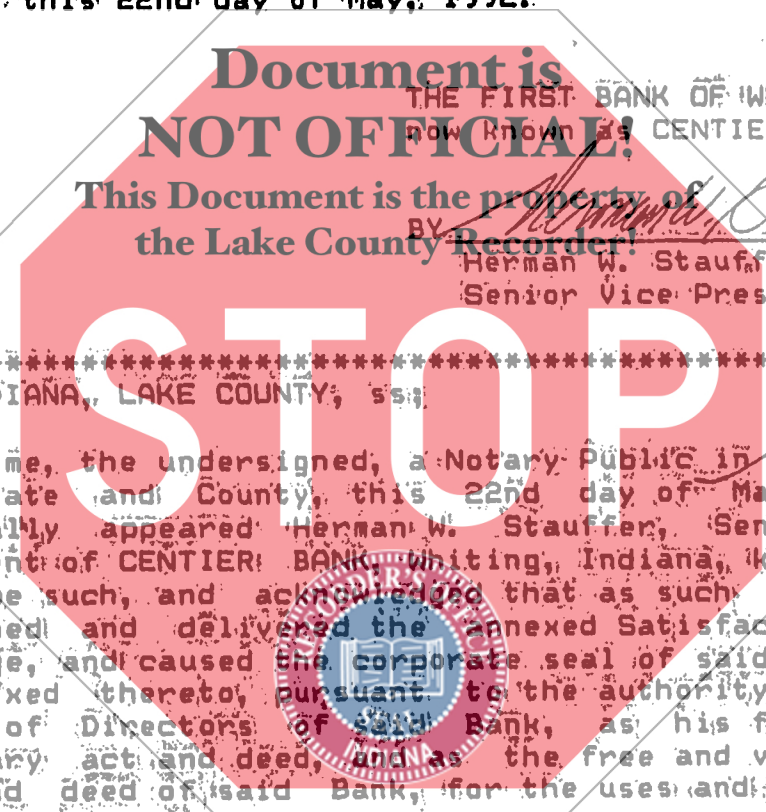 this 22nd day of May, 1992.
Document is
NOT OFFICIAL!
This Document is the property of
the Lake County Recorder!
THE FIRST BANK OF W
now known as CENTIE
BY
Herman W. Stauff
Senior Vice Pres
STOP
DIANA, LAKE COUNTY, ss:
me, the undersigned, a Notary Public in
ate and County, this 22nd day of Ma
lly appeared Herman W. Stauffer, Sen
nt of CENTIER BANK, Whiting, Indiana, k
e such, and acknowledged that as such
ed and delivered the annexed Satisfac
ge, and caused the corporate seal of said
xed thereto, pursuant to the authority
of Directors of said Bank, as his f
ary act and deed, and as the free and v
d deed of said Bank, for the uses and
RECORDER'S OFFICE
SEAL
INDIANA